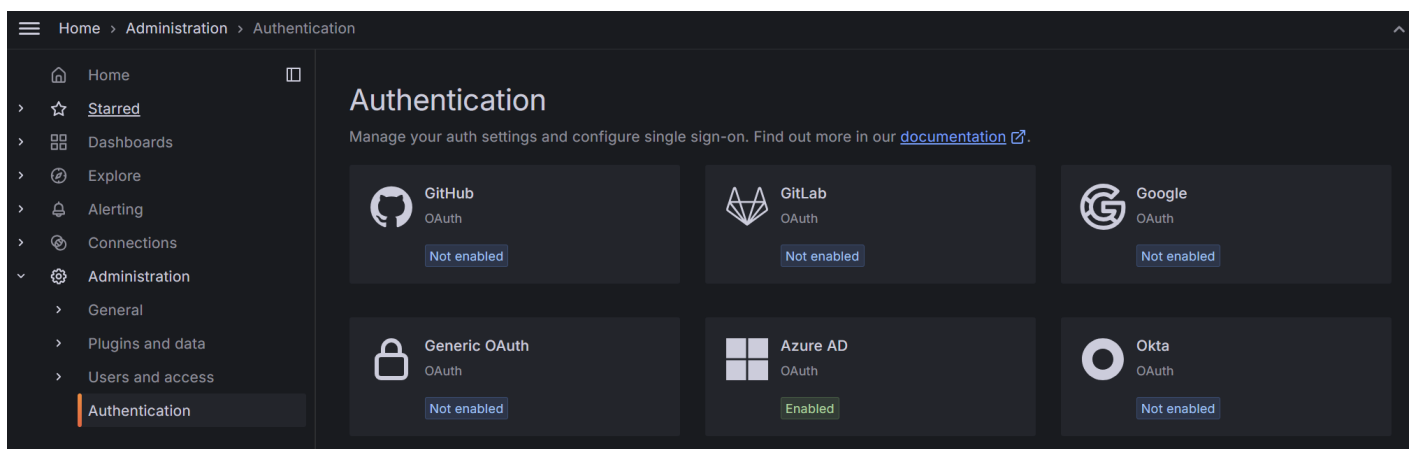 Home › Administration › Authentication
Home
Starred
Dashboards
Explore
Alerting
Connections
Administration
General
Plugins and data
Users and access
Authentication
Authentication
Manage your auth settings and configure single sign-on. Find out more in our documentation.
GitHub
OAuth
Not enabled
GitLab
OAuth
Not enabled
Google
OAuth
Not enabled
Generic OAuth
OAuth
Not enabled
Azure AD
OAuth
Enabled
Okta
OAuth
Not enabled